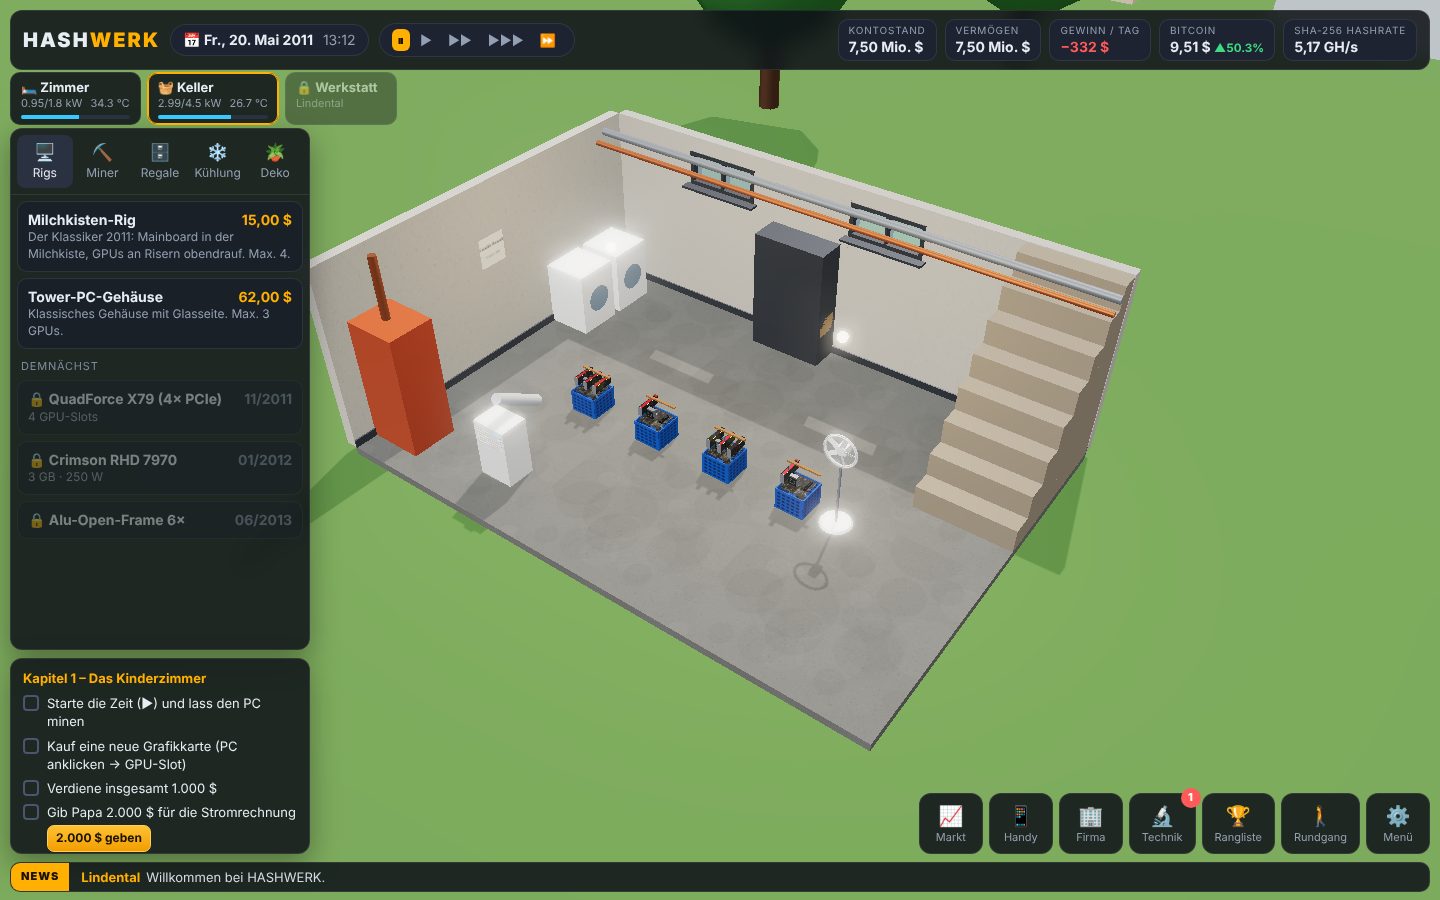 HASHWERK
Fr., 20. Mai 2011 13:12
KONTOSTAND
7,50 Mio. $
VERMÖGEN
7,50 Mio. $
GEWINN / TAG
−332 $
BITCOIN
9,51 $ ▲50.3%
SHA-256 HASHRATE
5,17 GH/s
Zimmer
0.95/1.8 kW 34.3 °C
Keller
2.99/4.5 kW 26.7 °C
Werkstatt
Lindental
Rigs
Miner
Regale
Kühlung
Deko
Milchkisten-Rig 15,00 $
Der Klassiker 2011: Mainboard in der
Milchkiste, GPUs an Risern obendrauf. Max. 4.
Tower-PC-Gehäuse 62,00 $
Klassisches Gehäuse mit Glasseite. Max. 3
GPUs.
DEMNÄCHST
QuadForce X79 (4× PCIe) 11/2011
4 GPU-Slots
Crimson RHD 7970 01/2012
3 GB · 250 W
Alu-Open-Frame 6× 06/2013
Kapitel 1 – Das Kinderzimmer
Starte die Zeit (▶) und lass den PC
minen
Kauf eine neue Grafikkarte (PC
anklicken → GPU-Slot)
Verdiene insgesamt 1.000 $
Gib Papa 2.000 $ für die Stromrechnung
2.000 $ geben
Markt
Handy
Firma
1
Technik
Rangliste
Rundgang
Menü
NEWS Lindental Willkommen bei HASHWERK.